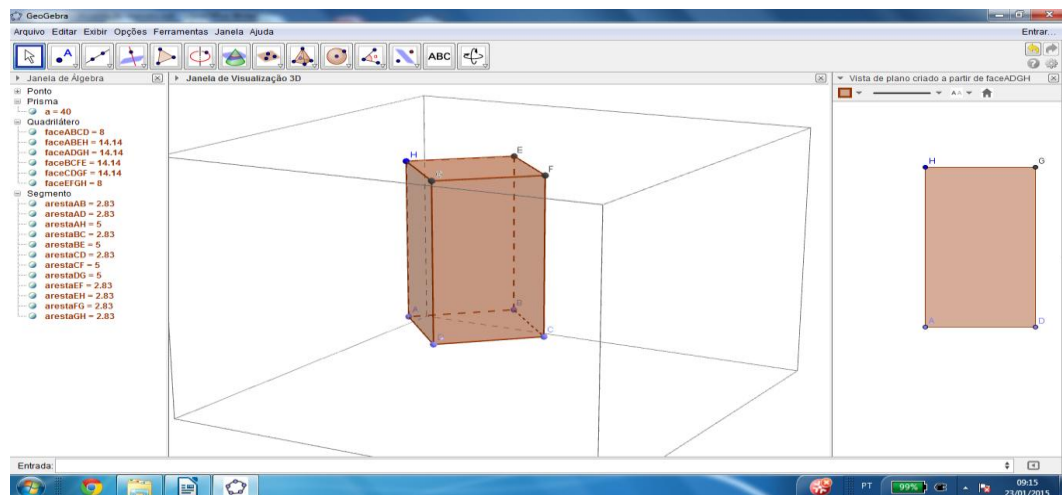 GeoGebra
Arquivo Editar Exibir Opções Ferramentas Janela Ajuda
Entrar...
ABC
Janela de Álgebra
Ponto
Prisma
a = 40
Quadrilátero
faceABCD = 8
faceABEH = 14.14
faceADGH = 14.14
faceBCFE = 14.14
faceCDGF = 14.14
faceEFGH = 8
Segmento
arestaAB = 2.83
arestaAD = 2.83
arestaAH = 5
arestaBC = 2.83
arestaBE = 5
arestaCD = 2.83
arestaCF = 5
arestaDG = 5
arestaEF = 2.83
arestaEH = 2.83
arestaFG = 2.83
arestaGH = 2.83
Janela de Visualização 3D
H
E
F
A
B
C
Vista de plano criado a partir de faceADGH
H
G
A
D
Entrada:
PT
99%
09:15
23/01/2015